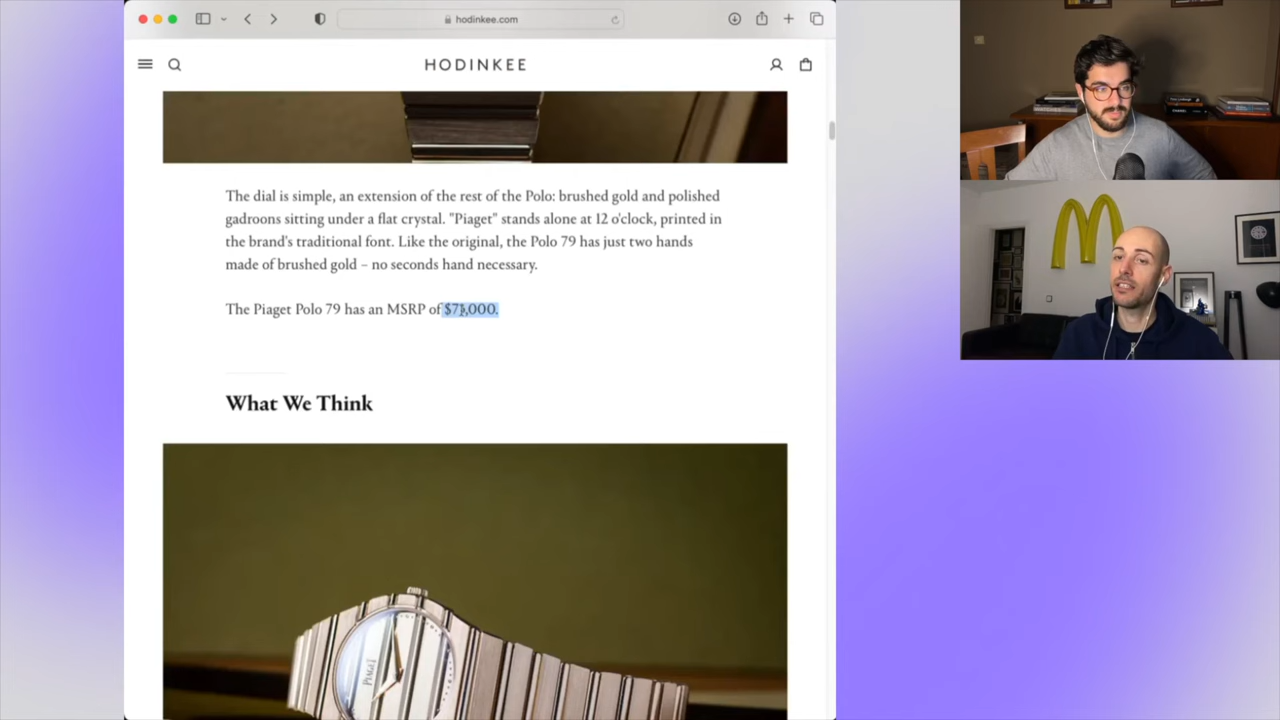 hodinkee.com
HODINKEE
The dial is simple, an extension of the rest of the Polo: brushed gold and polished
gadroons sitting under a flat crystal. "Piaget" stands alone at 12 o'clock, printed in
the brand's traditional font. Like the original, the Polo 79 has just two hands
made of brushed gold – no seconds hand necessary.
The Piaget Polo 79 has an MSRP of
What We Think
PIAGET